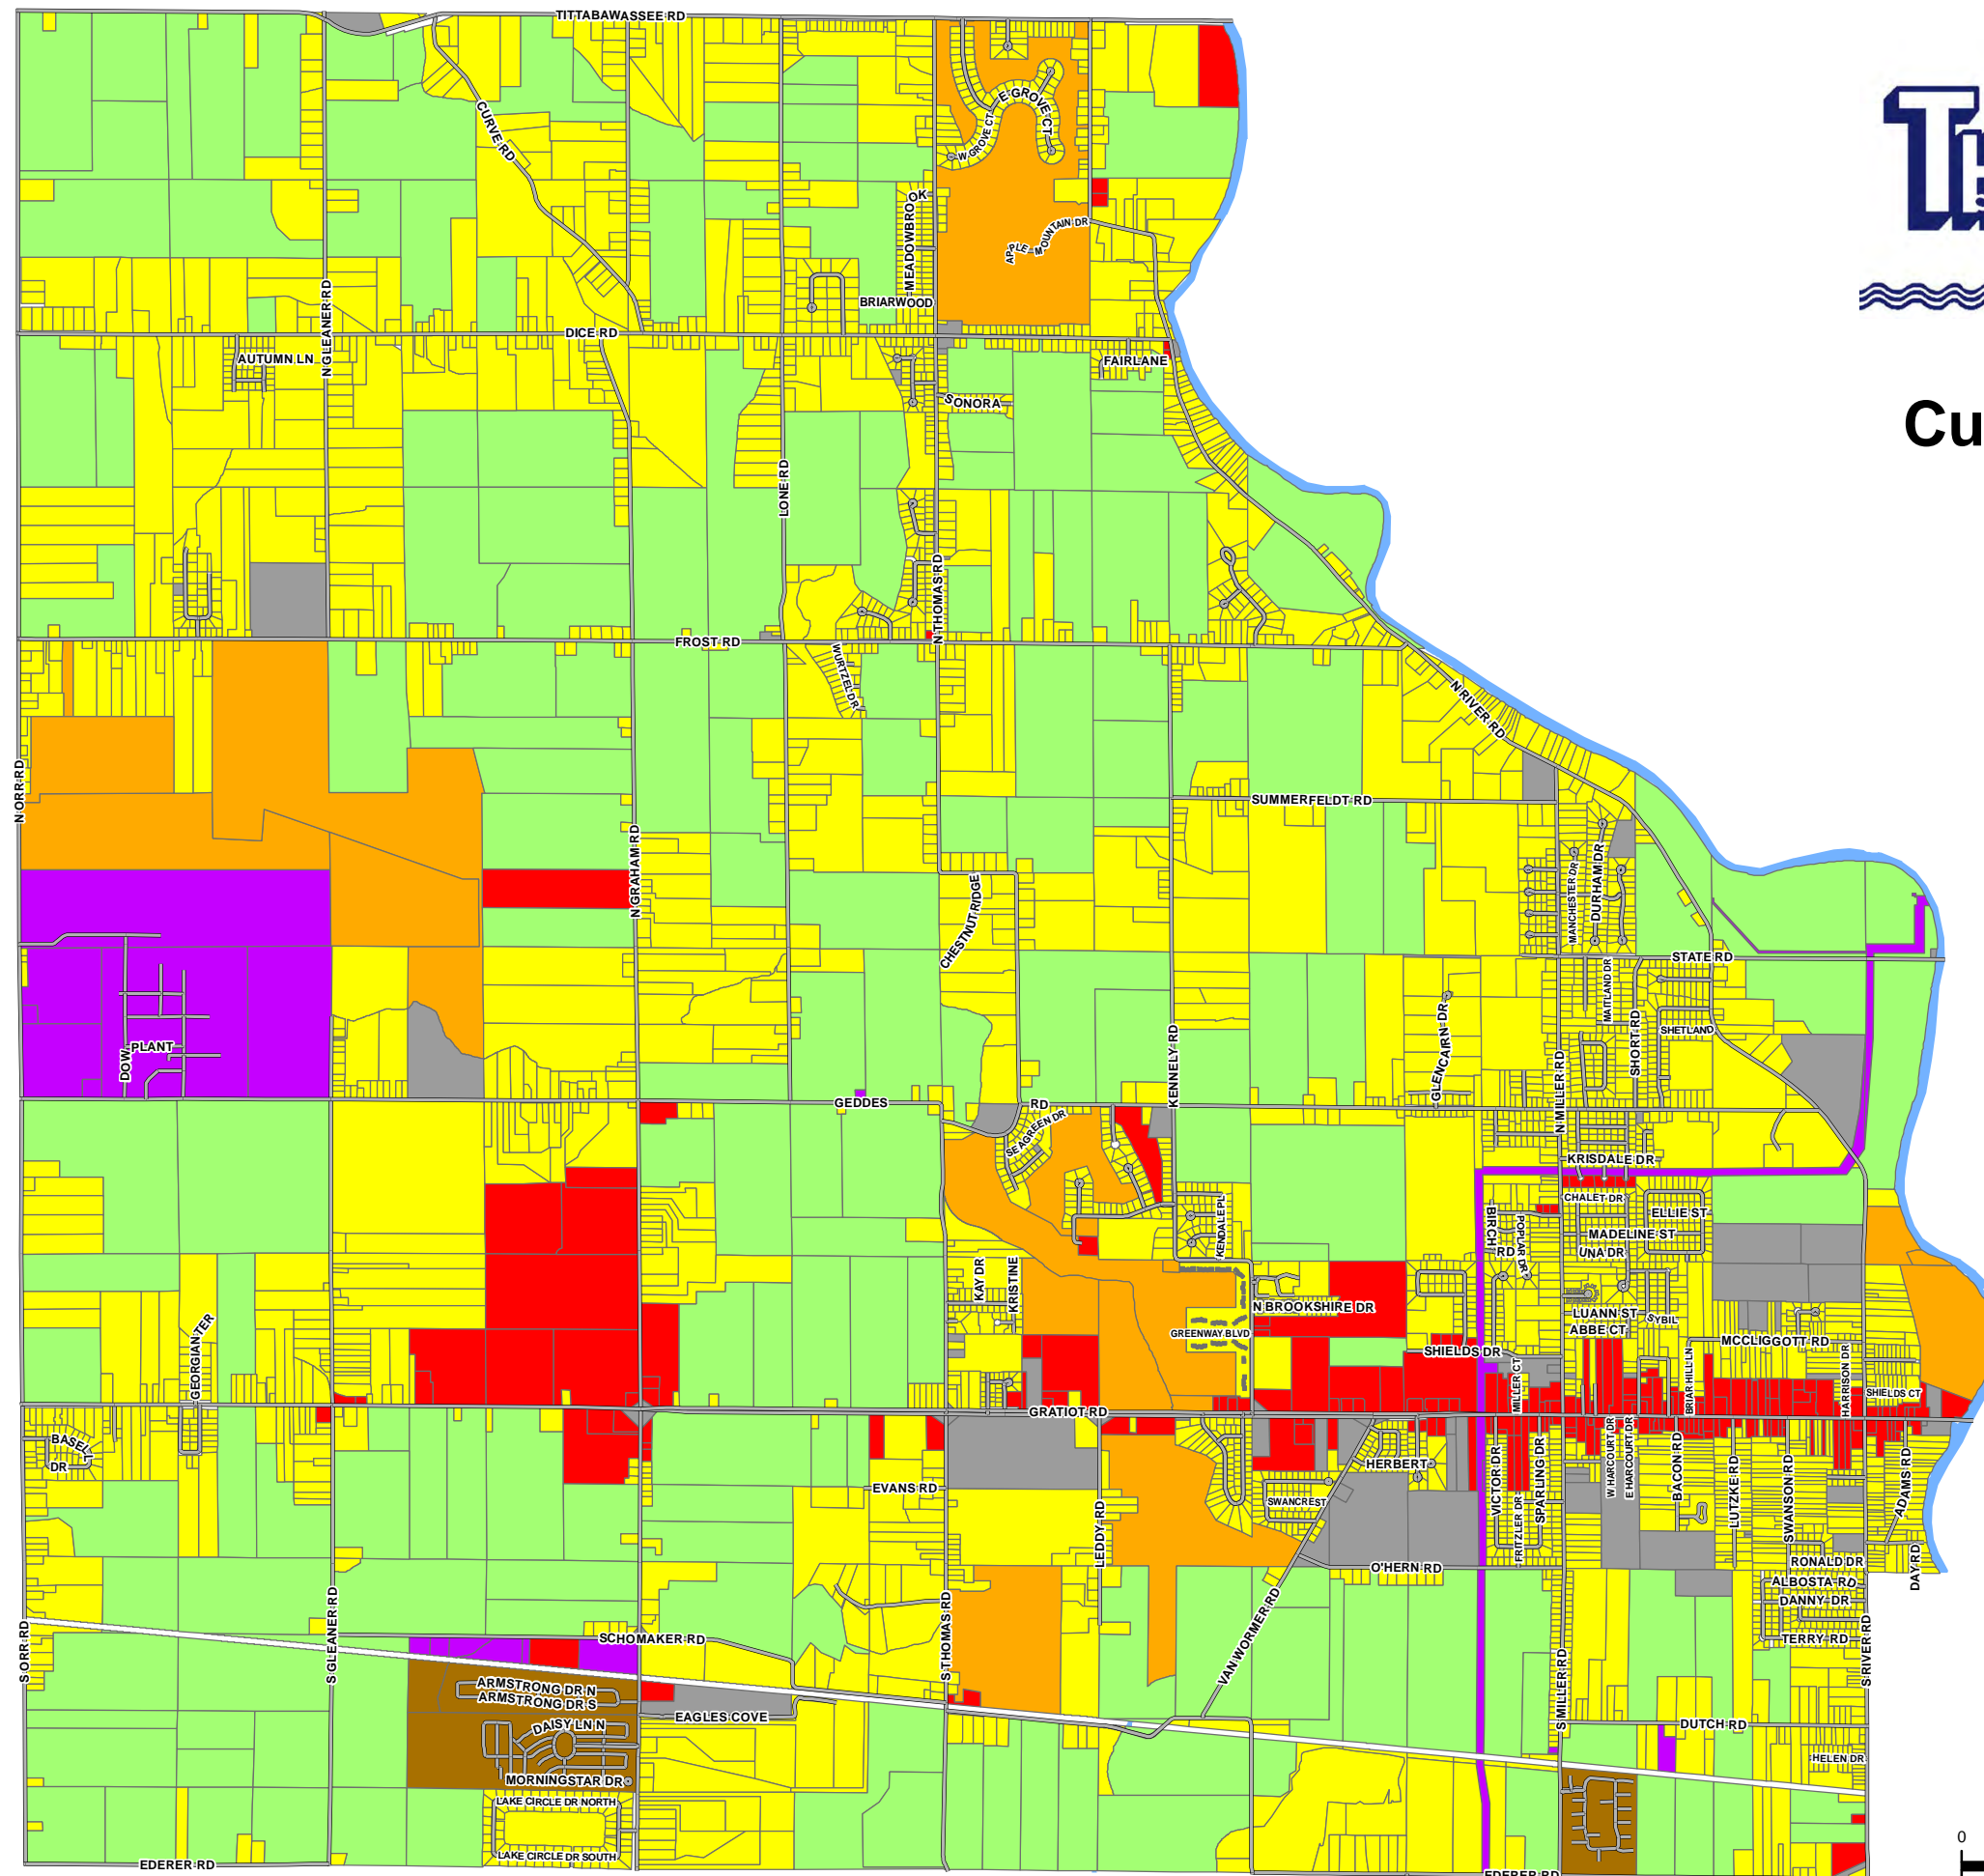 TITTABAWASSEE RD
CURVE RD
E GROVE CT
W GROVE CT
MEADOWBROOK
APPLE MOUNTAIN DR
N GLEANER RD
BRIARWOOD
DICE RD
AUTUMN LN
FAIRLANE
SONORA
Cu
LONE RD
N THOMAS RD
FROST RD
WURTZEL DR
N RIVER RD
N ORR RD
SUMMERFELDT RD
N GRAHAM RD
CHESTNUT RIDGE
MANCHESTER DR
DURHAM DR
STATE RD
MAITLAND DR
SHORT RD
SHETLAND
GLENCAIRN DR
DOW PLANT
KENNELY RD
N MILLER RD
GEDDES
RD
SEAGREEN DR
KRISDALE DR
CHALET DR
ELLIE ST
BIRCH
RD
POPLAR DR
MADELINE ST
UNA DR
KENDALE PL
KAY DR
KRISTINE
N BROOKSHIRE DR
GREENWAY BLVD
LUANN ST
SYBIL
ABBE CT
MCCLIGGOTT RD
SHIELDS DR
MILLER CT
BRIAR HILL LN
HARRISON DR
SHIELDS CT
GEORGIAN TER
GRATIOT RD
BASELT
DR
HERBERT
VICTOR DR
FRITZLER DR
SPARLING DR
W HARCOURT DR
E HARCOURT DR
BACON RD
LUTZKE RD
SWANSON RD
ADAMS RD
EVANS RD
SWANCREST
LEDDY RD
O'HERN RD
RONALD DR
DAY RD
ALBOSTA RD
DANNY DR
TERRY RD
S ORR RD
S GLEANER RD
SCHOMAKER RD
S THOMAS RD
VAN WORMER RD
S MILLER RD
S RIVER RD
ARMSTRONG DR N
ARMSTRONG DR S
EAGLES COVE
DAISY LN N
DUTCH RD
HELEN DR
MORNINGSTAR DR
LAKE CIRCLE DR NORTH
LAKE CIRCLE DR SOUTH
EDERER RD
EDERER RD
0